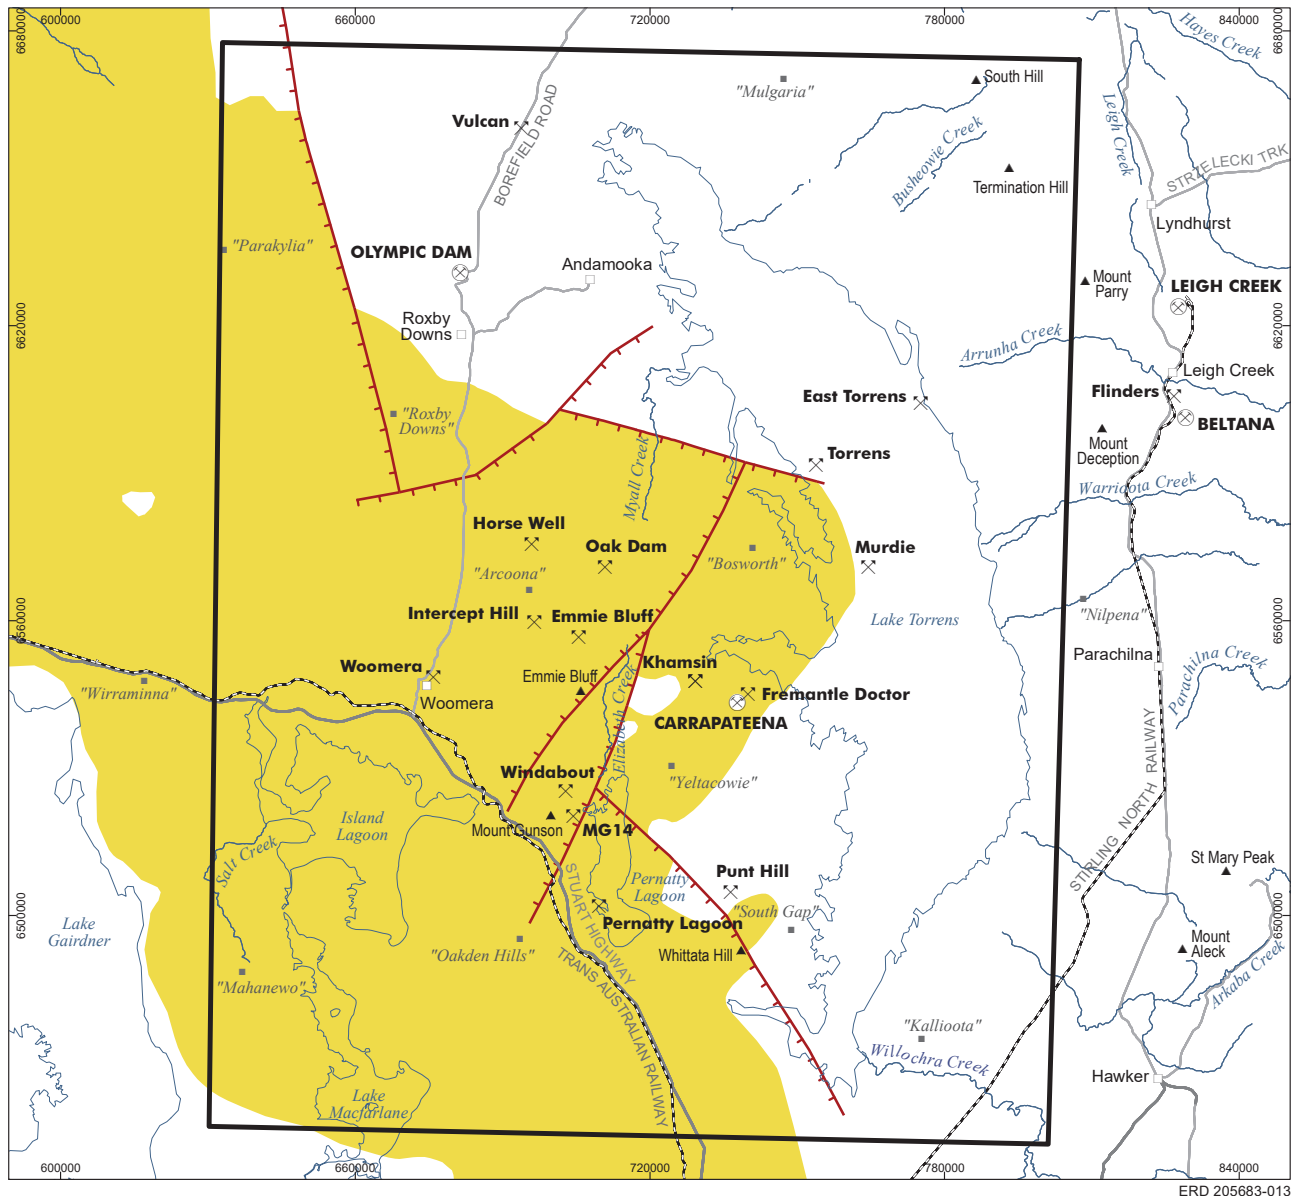 600000
660000
720000
780000
840000
6680000
6680000
Hayes Creek
South Hill
"Mulgaria"
Vulcan
BOREFIELD ROAD
Leigh Creek
Busheowie Creek
STRZELECKI TRK
Termination Hill
Lyndhurst
"Parakylia"
OLYMPIC DAM
Andamooka
Mount
Parry
LEIGH CREEK
Roxby
Downs
6620000
6620000
Arrunha Creek
Leigh Creek
East Torrens
Flinders
"Roxby
Downs"
BELTANA
Mount
Deception
Myall Creek
Torrens
Warrioota Creek
Horse Well
Oak Dam
Murdie
"Arcoona"
"Bosworth"
Intercept Hill
Emmie Bluff
Lake Torrens
"Nilpena"
6560000
6560000
Woomera
Khamsin
Parachilna
Parachilna Creek
Emmie Bluff
Elizabeth Creek
Fremantle Doctor
"Wirraminna"
Woomera
CARRAPATEENA
Windabout
"Yeltacowie"
Island
Lagoon
Mount Gunson
MG14
STIRLING NORTH RAILWAY
Salt Creek
St Mary Peak
Punt Hill
Pernatty
Lagoon
"South Gap"
STUART HIGHWAY
6500000
6500000
Lake
Gairdner
Pernatty Lagoon
"Oakden Hills"
Whittata Hill
Mount
Aleck
TRANS AUSTRALIAN RAILWAY
Arkaba Creek
"Mahanewo"
"Kallioota"
Willochra Creek
Hawker
Lake
Macfarlane
600000
660000
720000
780000
840000
ERD 205683-013